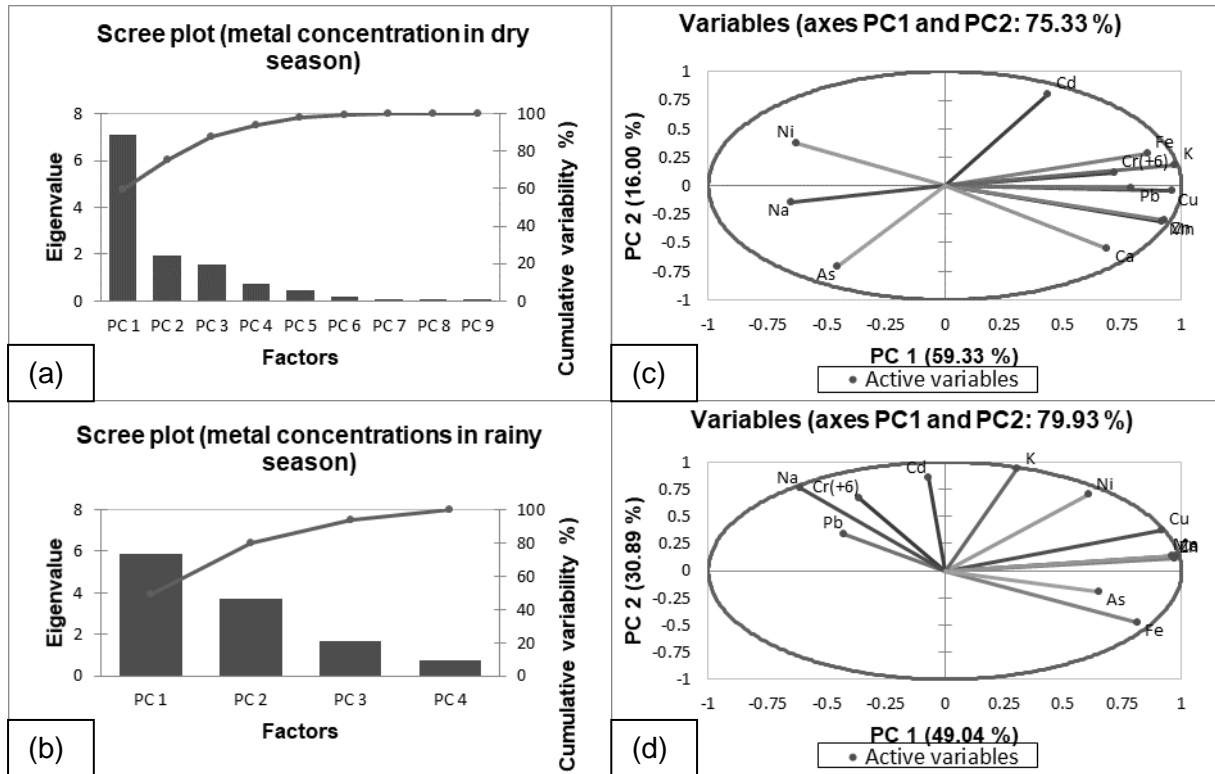 Scree plot (metal concentration in dry
season)
8
6
4
2
0
Eigenvalue
100
80
60
40
20
0
Cumulative variability %)
PC 1 PC 2 PC 3 PC 4 PC 5 PC 6 PC 7 PC 8 PC 9
Factors
(a)
Variables (axes PC1 and PC2: 75.33 %)
1
0.75
0.5
0.25
0
-0.25
-0.5
-0.75
-1
PC 2 (16.00 %)
Cd
Ni
Fe
K
Cr(+6)
Pb
Cu
Na
Ca
As
-1 -0.75 -0.5 -0.25 0 0.25 0.5 0.75 1
PC 1 (59.33 %)
Active variables
(c)
Scree plot (metal concentrations in rainy
season)
8
6
4
2
0
Eigenvalue
100
80
60
40
20
0
Cumulative variability %)
PC 1 PC 2 PC 3 PC 4
Factors
(b)
Variables (axes PC1 and PC2: 79.93 %)
1
0.75
0.5
0.25
0
-0.25
-0.5
-0.75
-1
PC 2 (30.89 %)
K
Cd
Na
Cr(+6)
Ni
Pb
Cu
As
Fe
-1 -0.75 -0.5 -0.25 0 0.25 0.5 0.75 1
PC 1 (49.04 %)
Active variables
(d)